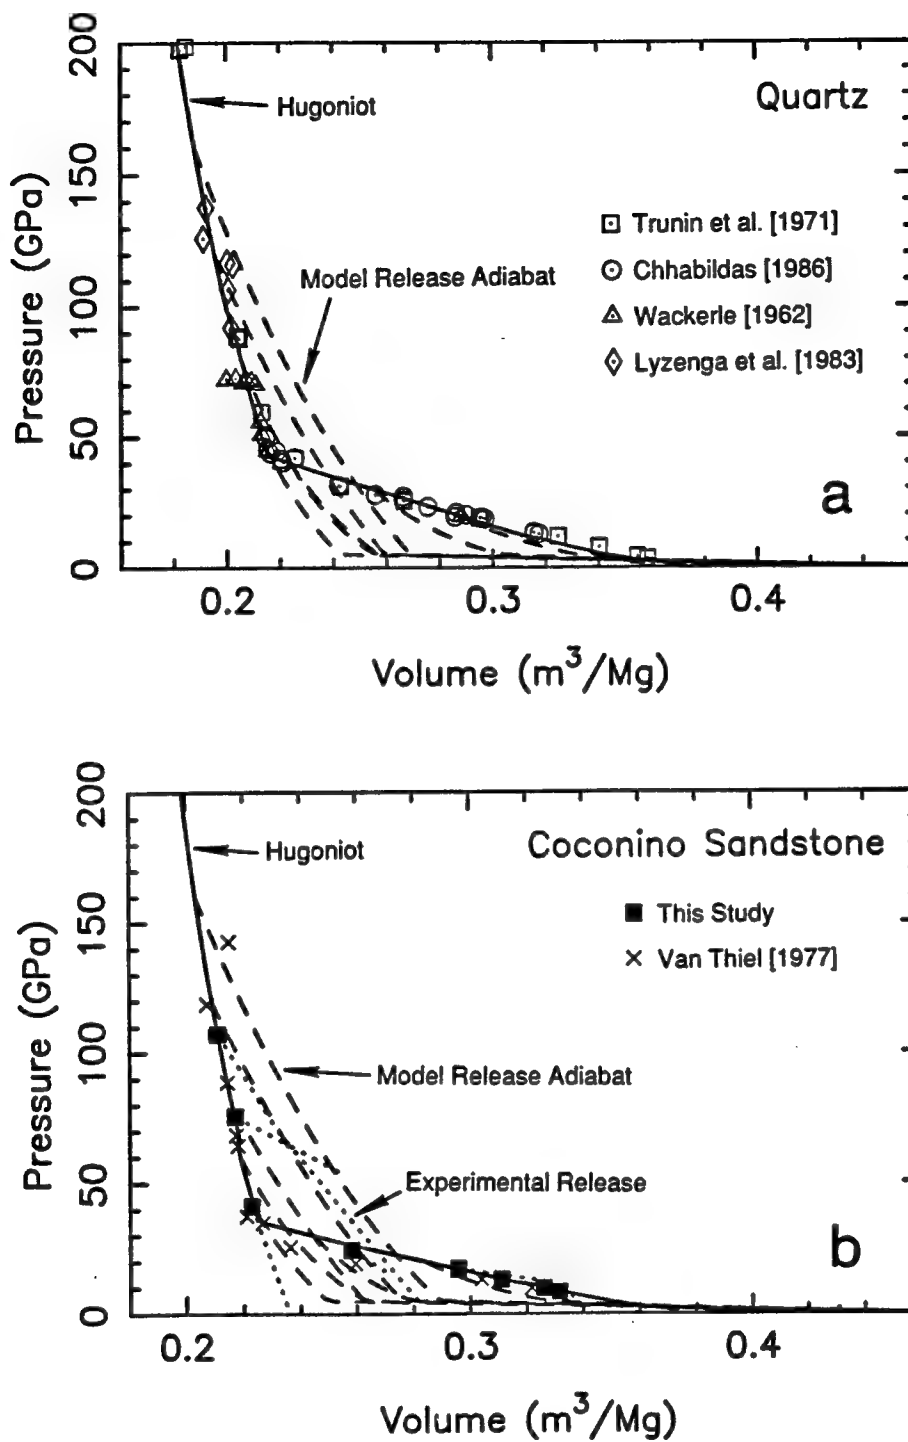 200
150
100
50
0
Pressure (GPa)
Hugoniot
Quartz
Model Release Adiabat
Trunin et al. [1971]
Chhabildas [1986]
Wackerle [1962]
Lyzenga et al. [1983]
a
0.2 0.3 0.4
Volume (m³/Mg)
200
150
100
50
0
Pressure (GPa)
Hugoniot
Coconino Sandstone
This Study
Van Thiel [1977]
Model Release Adiabat
Experimental Release
b
0.2 0.3 0.4
Volume (m³/Mg)